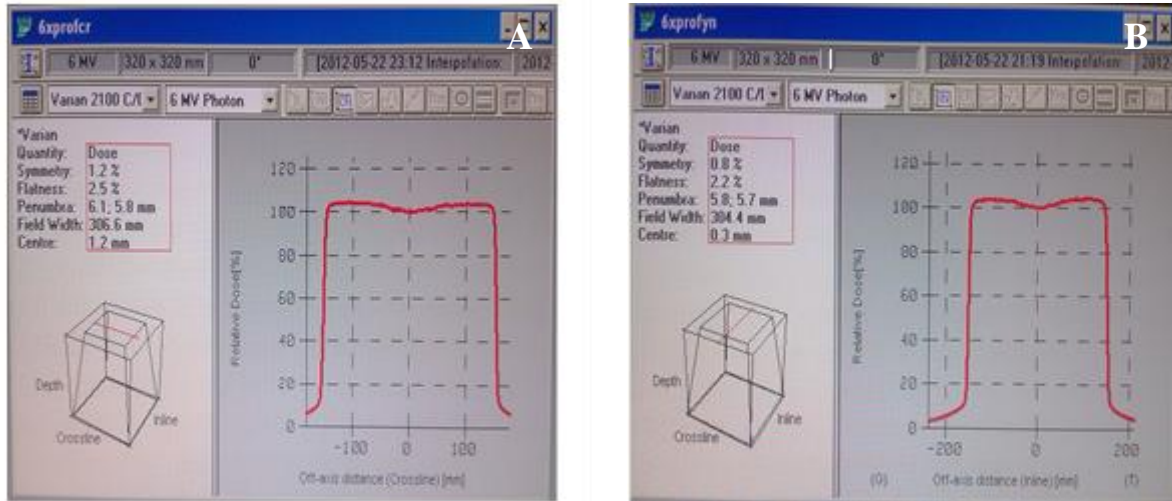 6xprofcr
A
6 MV 320 x 320 mm 0° [2012-05-22 23:12 Interpolation: 2012-
Varian 2100 C/I 6 MV Photon
*Varian
Quantity: Dose
Symmetry: 1.2 %
Flatness: 2.5 %
Penumbra: 6.1; 5.8 mm
Field Width: 306.6 mm
Centre: 1.2 mm
120
100
80
60
40
20
0
Relative Dose[%]
-100 0 100
Off-axis distance (Crossline) [mm]
Depth
Inline
Crossline
6xprofyn
B
6 MV 320 x 320 mm 0° [2012-05-22 21:19 Interpolation: 2012
Varian 2100 C/I 6 MV Photon
*Varian
Quantity: Dose
Symmetry: 0.8 %
Flatness: 2.2 %
Penumbra: 5.8; 5.7 mm
Field Width: 304.4 mm
Centre: 0.3 mm
120
100
80
60
40
20
0
Relative Dose[%]
-200 0 200
(G) Off-axis distance (Inline) [mm] (T)
Depth
Inline
Crossline